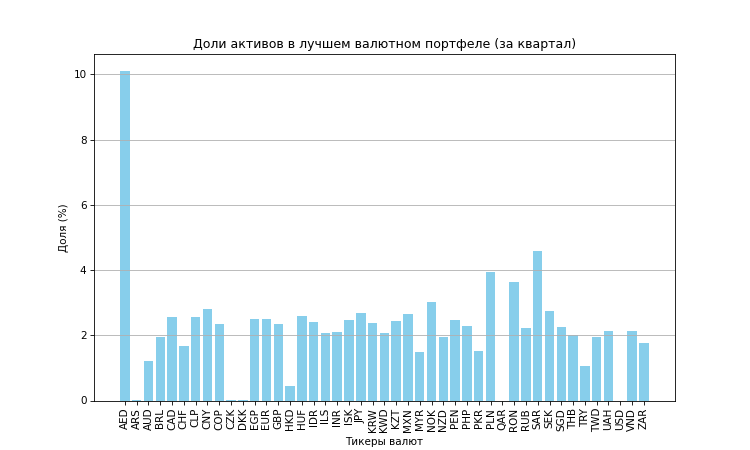 Доли активов в лучшем валютном портфеле (за квартал)
10
8
6
4
2
0
Доля (%)
AED ARS AUD BRL CAD CHF CLP CNY COP CZK DKK EGP EUR GBP HKD HUF IDR ILS INR ISK JPY KRW KWD KZT MXN MYR NOK NZD PEN PHP PKR PLN QAR RON RUB SAR SEK SGD THB TRY TWD UAH USD VND ZAR
Тикеры валют